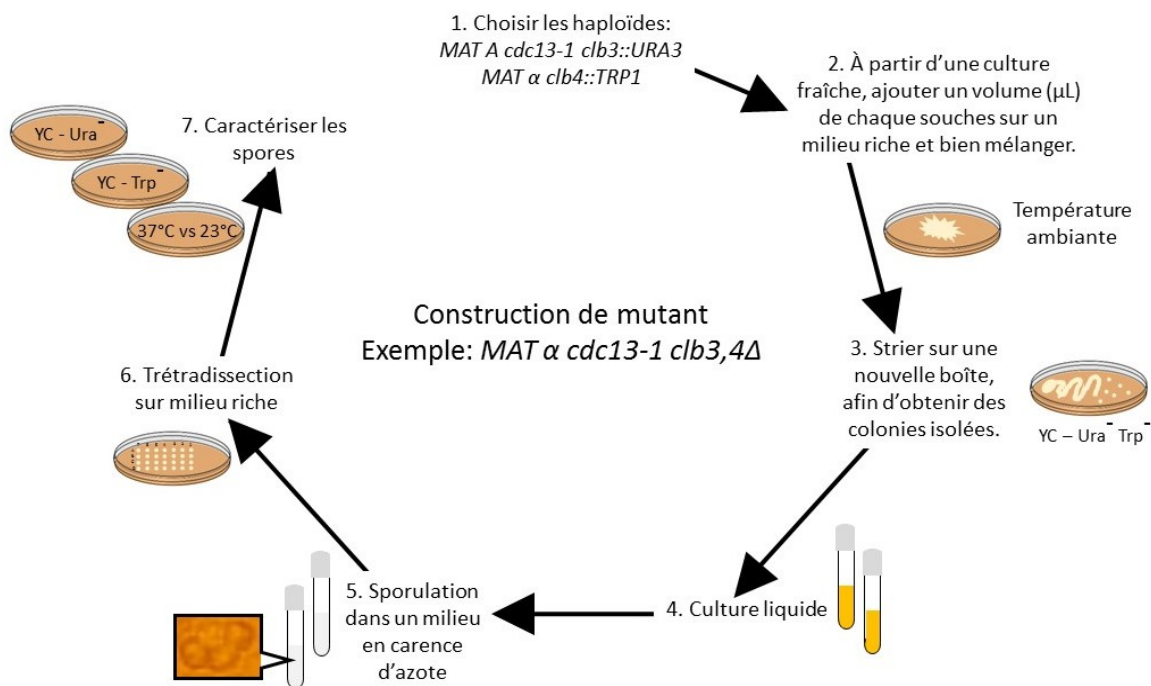 1. Choisir les haploïdes:
MAT A cdc13-1 clb3::URA3
MAT α clb4::TRP1
2. À partir d'une culture
fraîche, ajouter un volume (µL)
de chaque souches sur un
milieu riche et bien mélanger.
Température
ambiante
3. Strier sur une
nouvelle boîte,
afin d'obtenir des
colonies isolées.
YC – Ura⁻ Trp⁻
4. Culture liquide
5. Sporulation
dans un milieu
en carence
d'azote
6. Trétradissection
sur milieu riche
7. Caractériser les
spores
YC - Ura⁻
YC - Trp⁻
37°C vs 23°C
Construction de mutant
Exemple: MAT α cdc13-1 clb3,4Δ